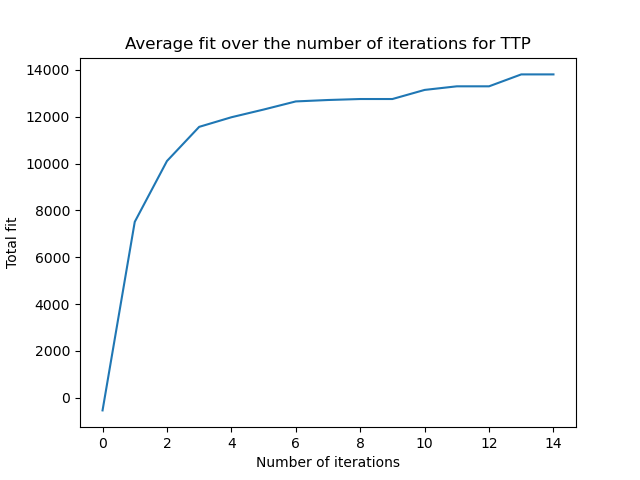 Average fit over the number of iterations for TTP
Total fit
14000
12000
10000
8000
6000
4000
2000
0
0 2 4 6 8 10 12 14
Number of iterations